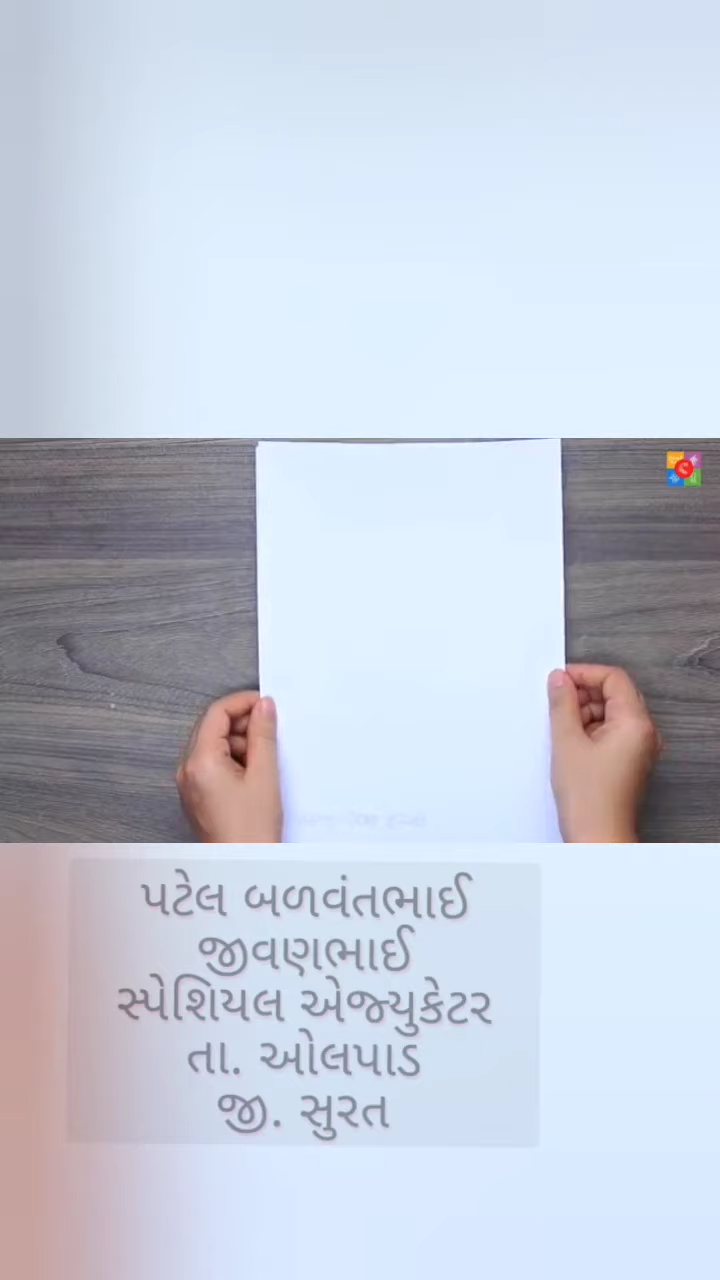 પટેલ બળવંતભાઈ
જીવણભાઈ
સ્પેશિયલ એજ્યુકેટર
તા. ઓલપાડ
જી. સુરત